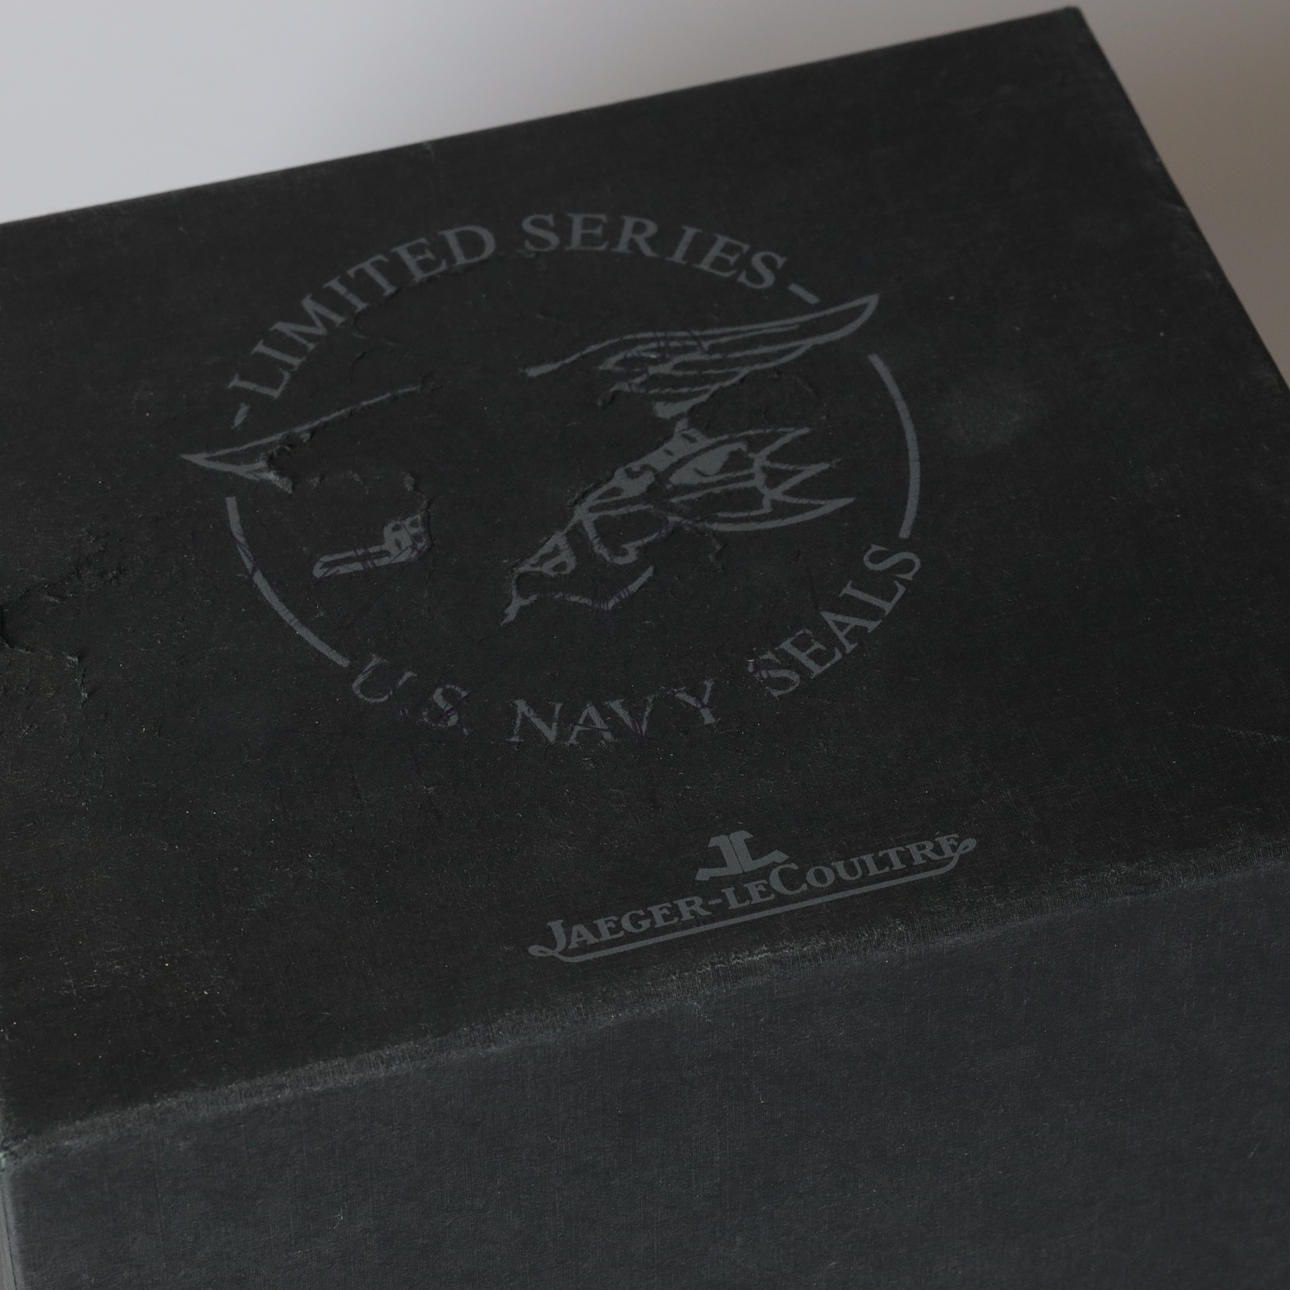 - LIMITED SERIES -
U.S. NAVY SEALS
JL
JAEGER-LECOULTRE